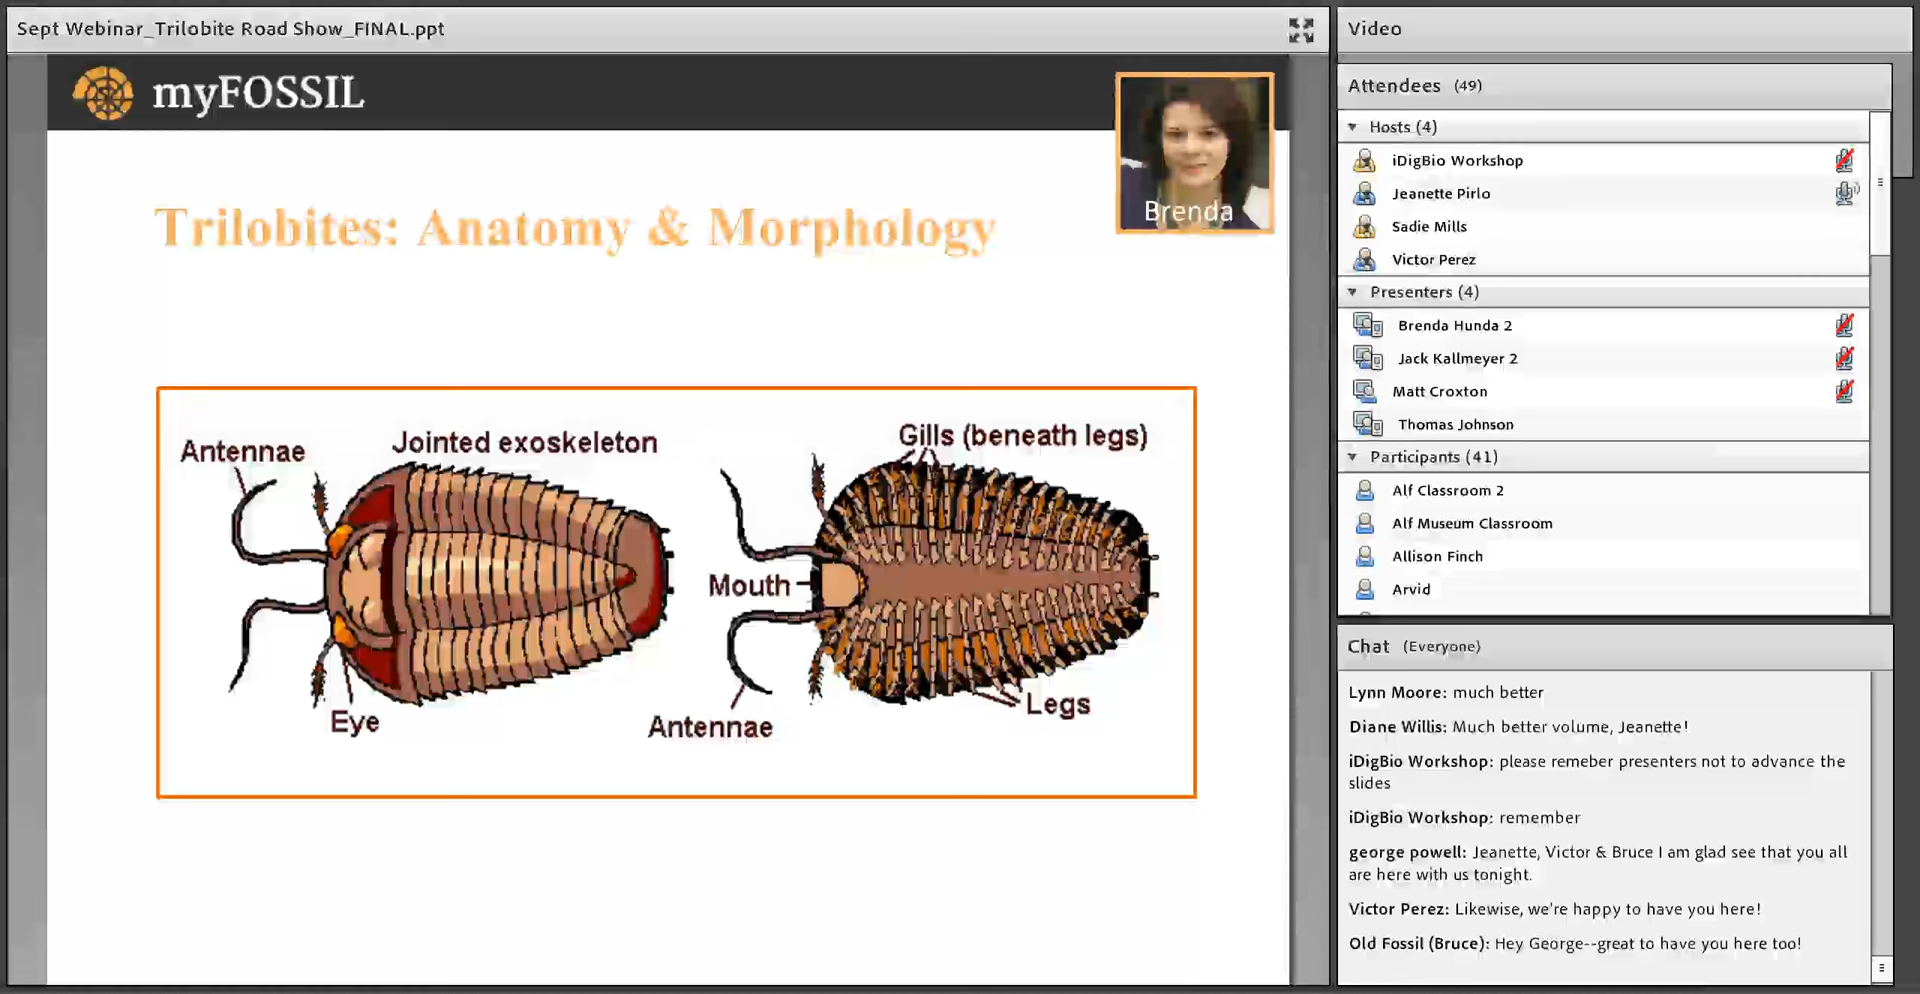 Sept Webinar_Trilobite Road Show_FINAL.ppt
myFOSSIL
Brenda
Trilobites: Anatomy & Morphology
Antennae
Jointed exoskeleton
Eye
Gills (beneath legs)
Mouth
Antennae
Legs
Video
Attendees (49)
Hosts (4)
iDigBio Workshop
Jeanette Pirlo
Sadie Mills
Victor Perez
Presenters (4)
Brenda Hunda 2
Jack Kallmeyer 2
Matt Croxton
Thomas Johnson
Participants (41)
Alf Classroom 2
Alf Museum Classroom
Allison Finch
Arvid
Chat (Everyone)
Lynn Moore: much better
Diane Willis: Much better volume, Jeanette!
iDigBio Workshop: please remeber presenters not to advance the
slides
iDigBio Workshop: remember
george powell: Jeanette, Victor & Bruce I am glad see that you all
are here with us tonight.
Victor Perez: Likewise, we're happy to have you here!
Old Fossil (Bruce): Hey George--great to have you here too!